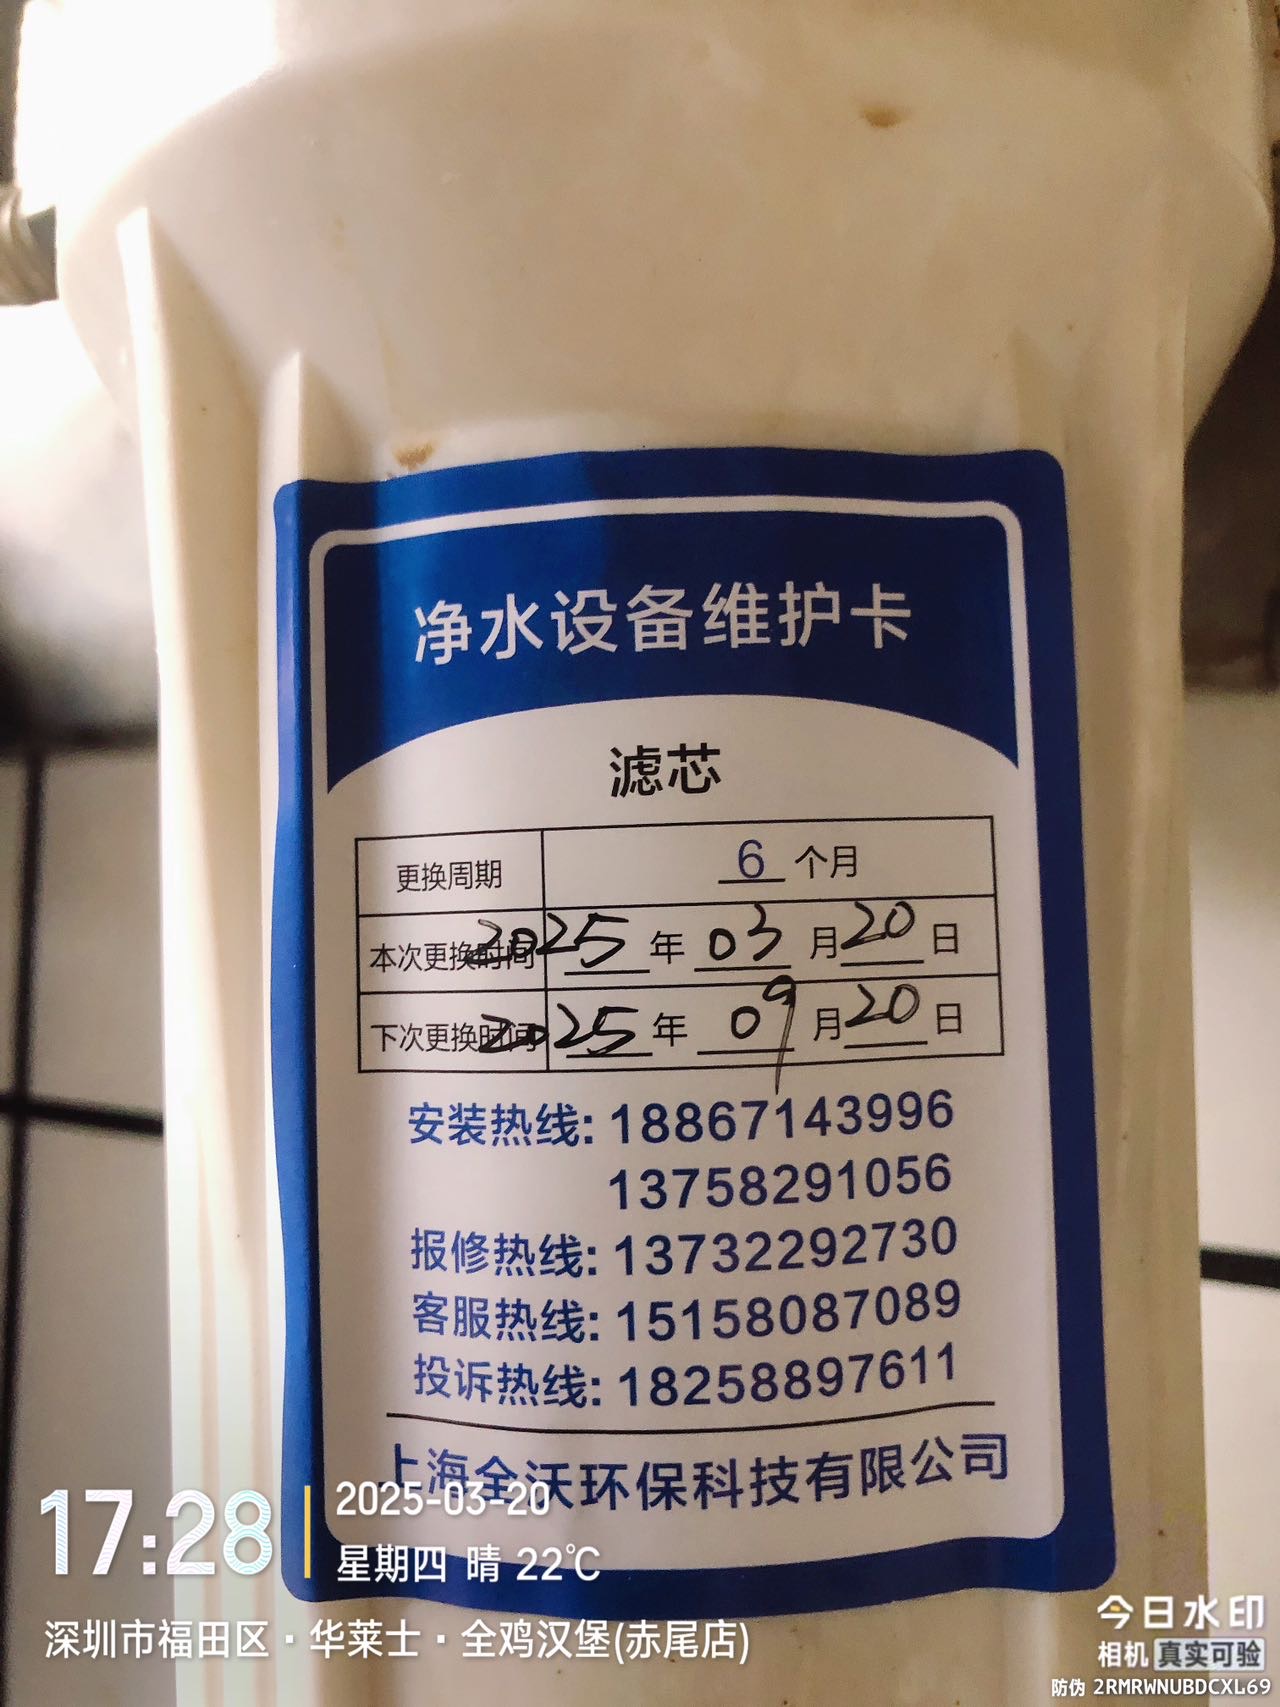 净水设备维护卡
滤芯
更换周期 6 个月
本次更换时间 2025 年 03 月 20 日
下次更换时间 2025 年 09 月 20 日
安装热线: 18867143996
13758291056
报修热线: 13732292730
客服热线: 15158087089
投诉热线: 18258897611
上海全沃环保科技有限公司
17:28
2025-03-20
星期四 晴 22℃
深圳市福田区·华莱士·全鸡汉堡(赤尾店)
今日水印
相机 真实可验
防伪 2RMRWNUBDCXL69